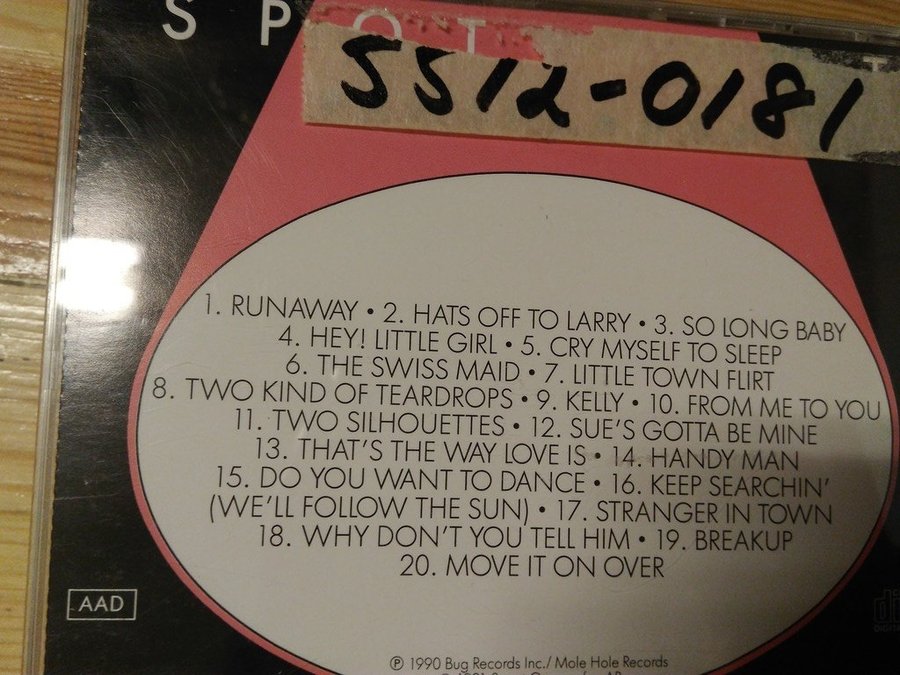 SPOT
5512-0181
1. RUNAWAY • 2. HATS OFF TO LARRY • 3. SO LONG BABY
4. HEY! LITTLE GIRL • 5. CRY MYSELF TO SLEEP
6. THE SWISS MAID • 7. LITTLE TOWN FLIRT
8. TWO KIND OF TEARDROPS • 9. KELLY • 10. FROM ME TO YOU
11. TWO SILHOUETTES • 12. SUE'S GOTTA BE MINE
13. THAT'S THE WAY LOVE IS • 14. HANDY MAN
15. DO YOU WANT TO DANCE • 16. KEEP SEARCHIN'
(WE'LL FOLLOW THE SUN) • 17. STRANGER IN TOWN
18. WHY DON'T YOU TELL HIM • 19. BREAKUP
20. MOVE IT ON OVER
AAD
℗ 1990 Bug Records Inc./ Mole Hole Records